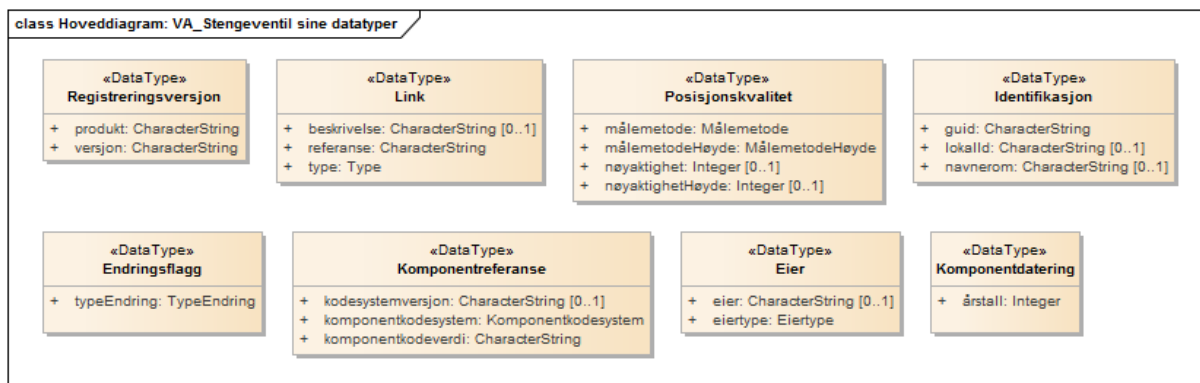 class Hoveddiagram: VA_Stengeventil sine datatyper
«DataType»
Registreringsversjon
+ produkt: CharacterString
+ versjon: CharacterString
«DataType»
Link
+ beskrivelse: CharacterString [0..1]
+ referanse: CharacterString
+ type: Type
«DataType»
Posisjonskvalitet
+ målemetode: Målemetode
+ målemetodeHøyde: MålemetodeHøyde
+ nøyaktighet: Integer [0..1]
+ nøyaktighetHøyde: Integer [0..1]
«DataType»
Identifikasjon
+ guid: CharacterString
+ lokalId: CharacterString [0..1]
+ navnerom: CharacterString [0..1]
«DataType»
Endringsflagg
+ typeEndring: TypeEndring
«DataType»
Komponentreferanse
+ kodesystemversjon: CharacterString [0..1]
+ komponentkodesystem: Komponentkodesystem
+ komponentkodeverdi: CharacterString
«DataType»
Eier
+ eier: CharacterString [0..1]
+ eiertype: Eiertype
«DataType»
Komponentdatering
+ årstall: Integer